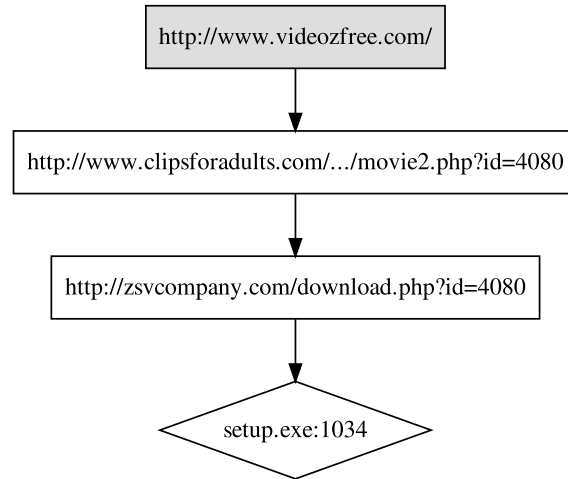 http://www.videozfree.com/
http://www.clipsforadults.com/.../movie2.php?id=4080
http://zsvcompany.com/download.php?id=4080
setup.exe:1034